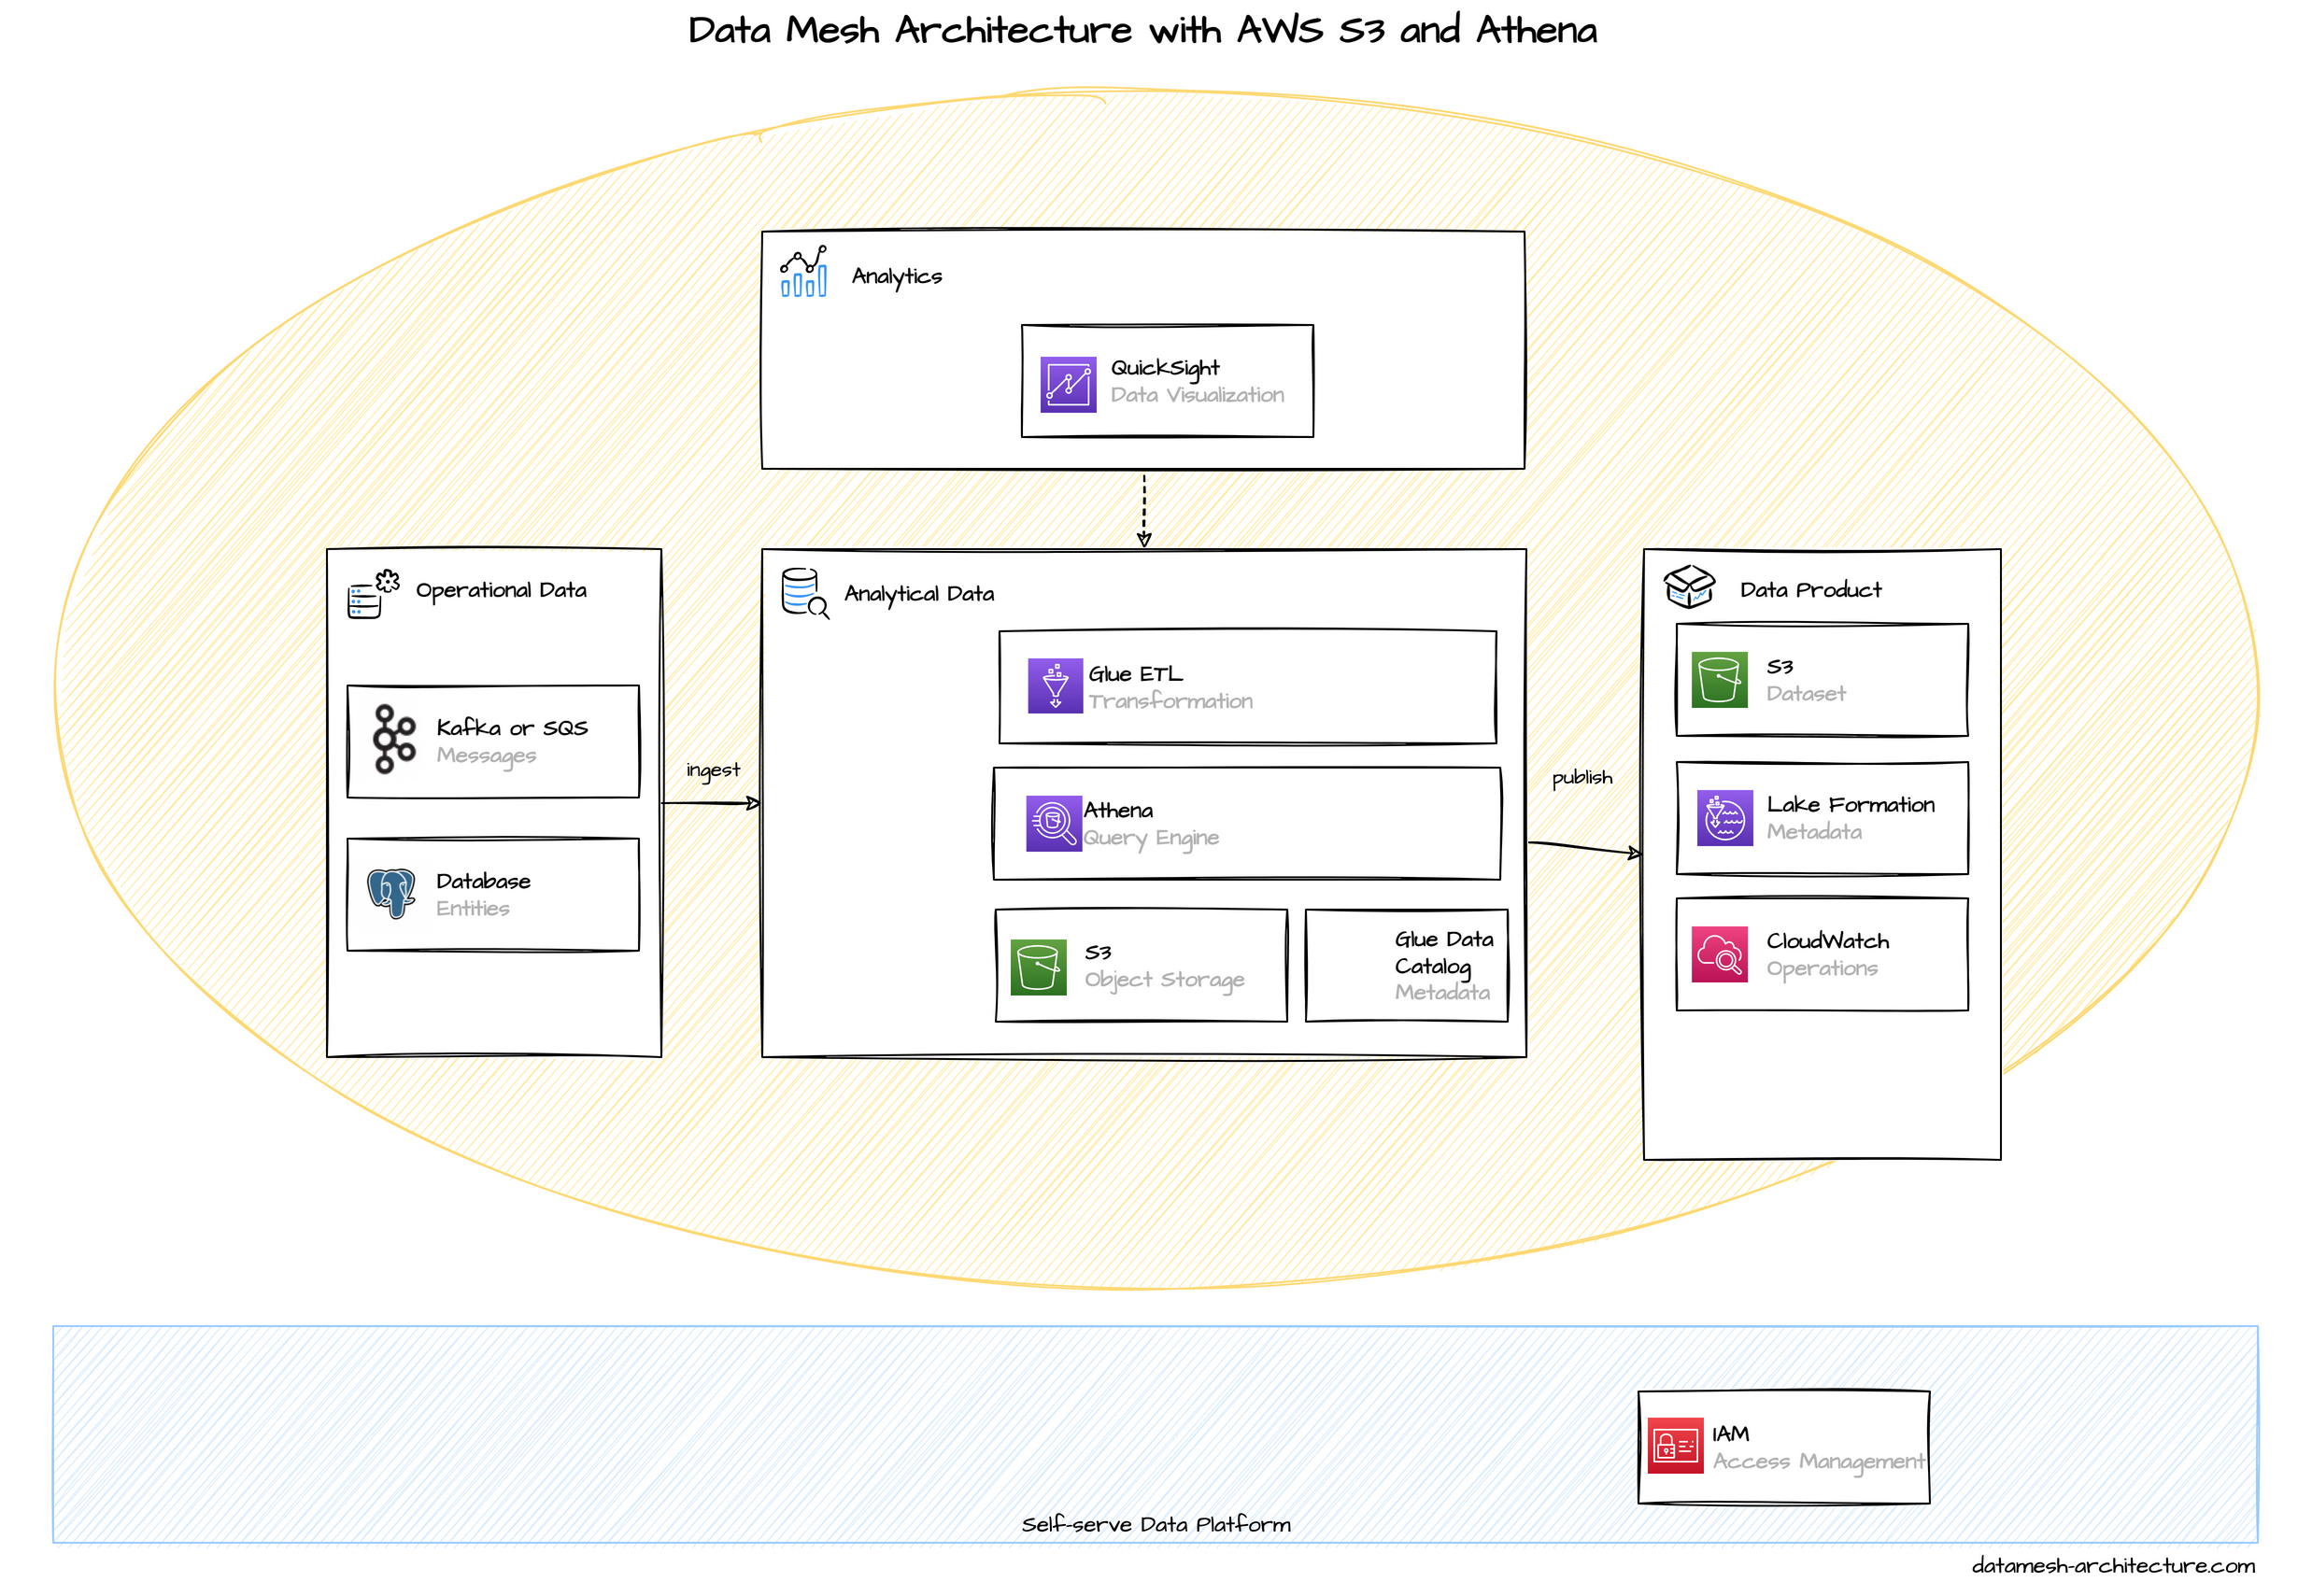 Data Mesh Architecture with AWS S3 and Athena
Analytics
QuickSight
Data Visualization
Operational Data
Kafka or SQS
Messages
Database
Entities
ingest
Analytical Data
Glue ETL
Transformation
Athena
Query Engine
S3
Object Storage
Glue Data
Catalog
Metadata
publish
Data Product
S3
Dataset
Lake Formation
Metadata
CloudWatch
Operations
IAM
Access Management
Self-serve Data Platform
datamesh-architecture.com